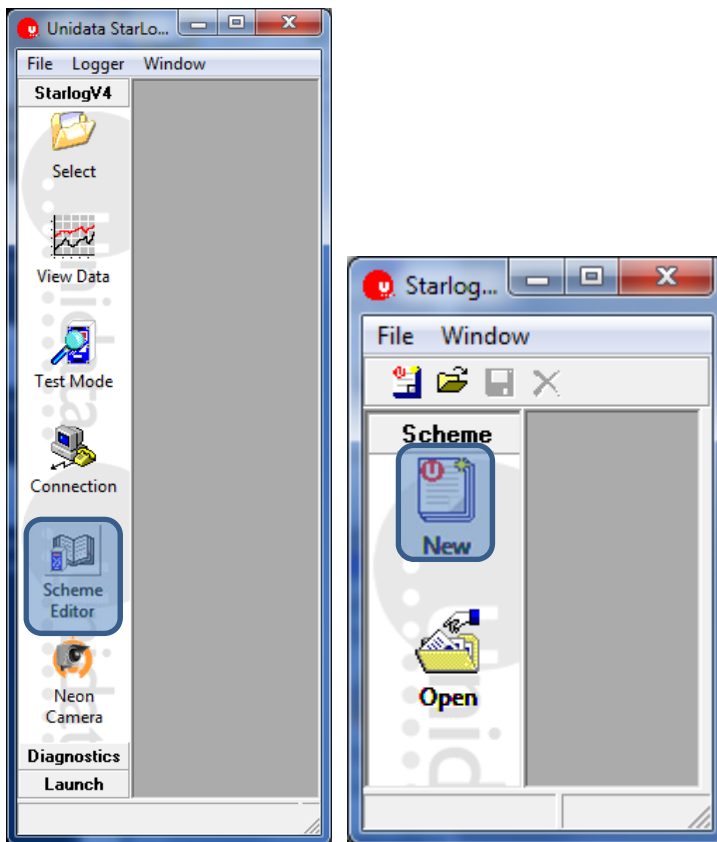 Unidata StarLo...
File Logger Window
StarlogV4
Select
View Data
Test Mode
Connection
Scheme
Editor
Neon
Camera
Diagnostics
Launch
Starlog...
File Window
Scheme
New
Open